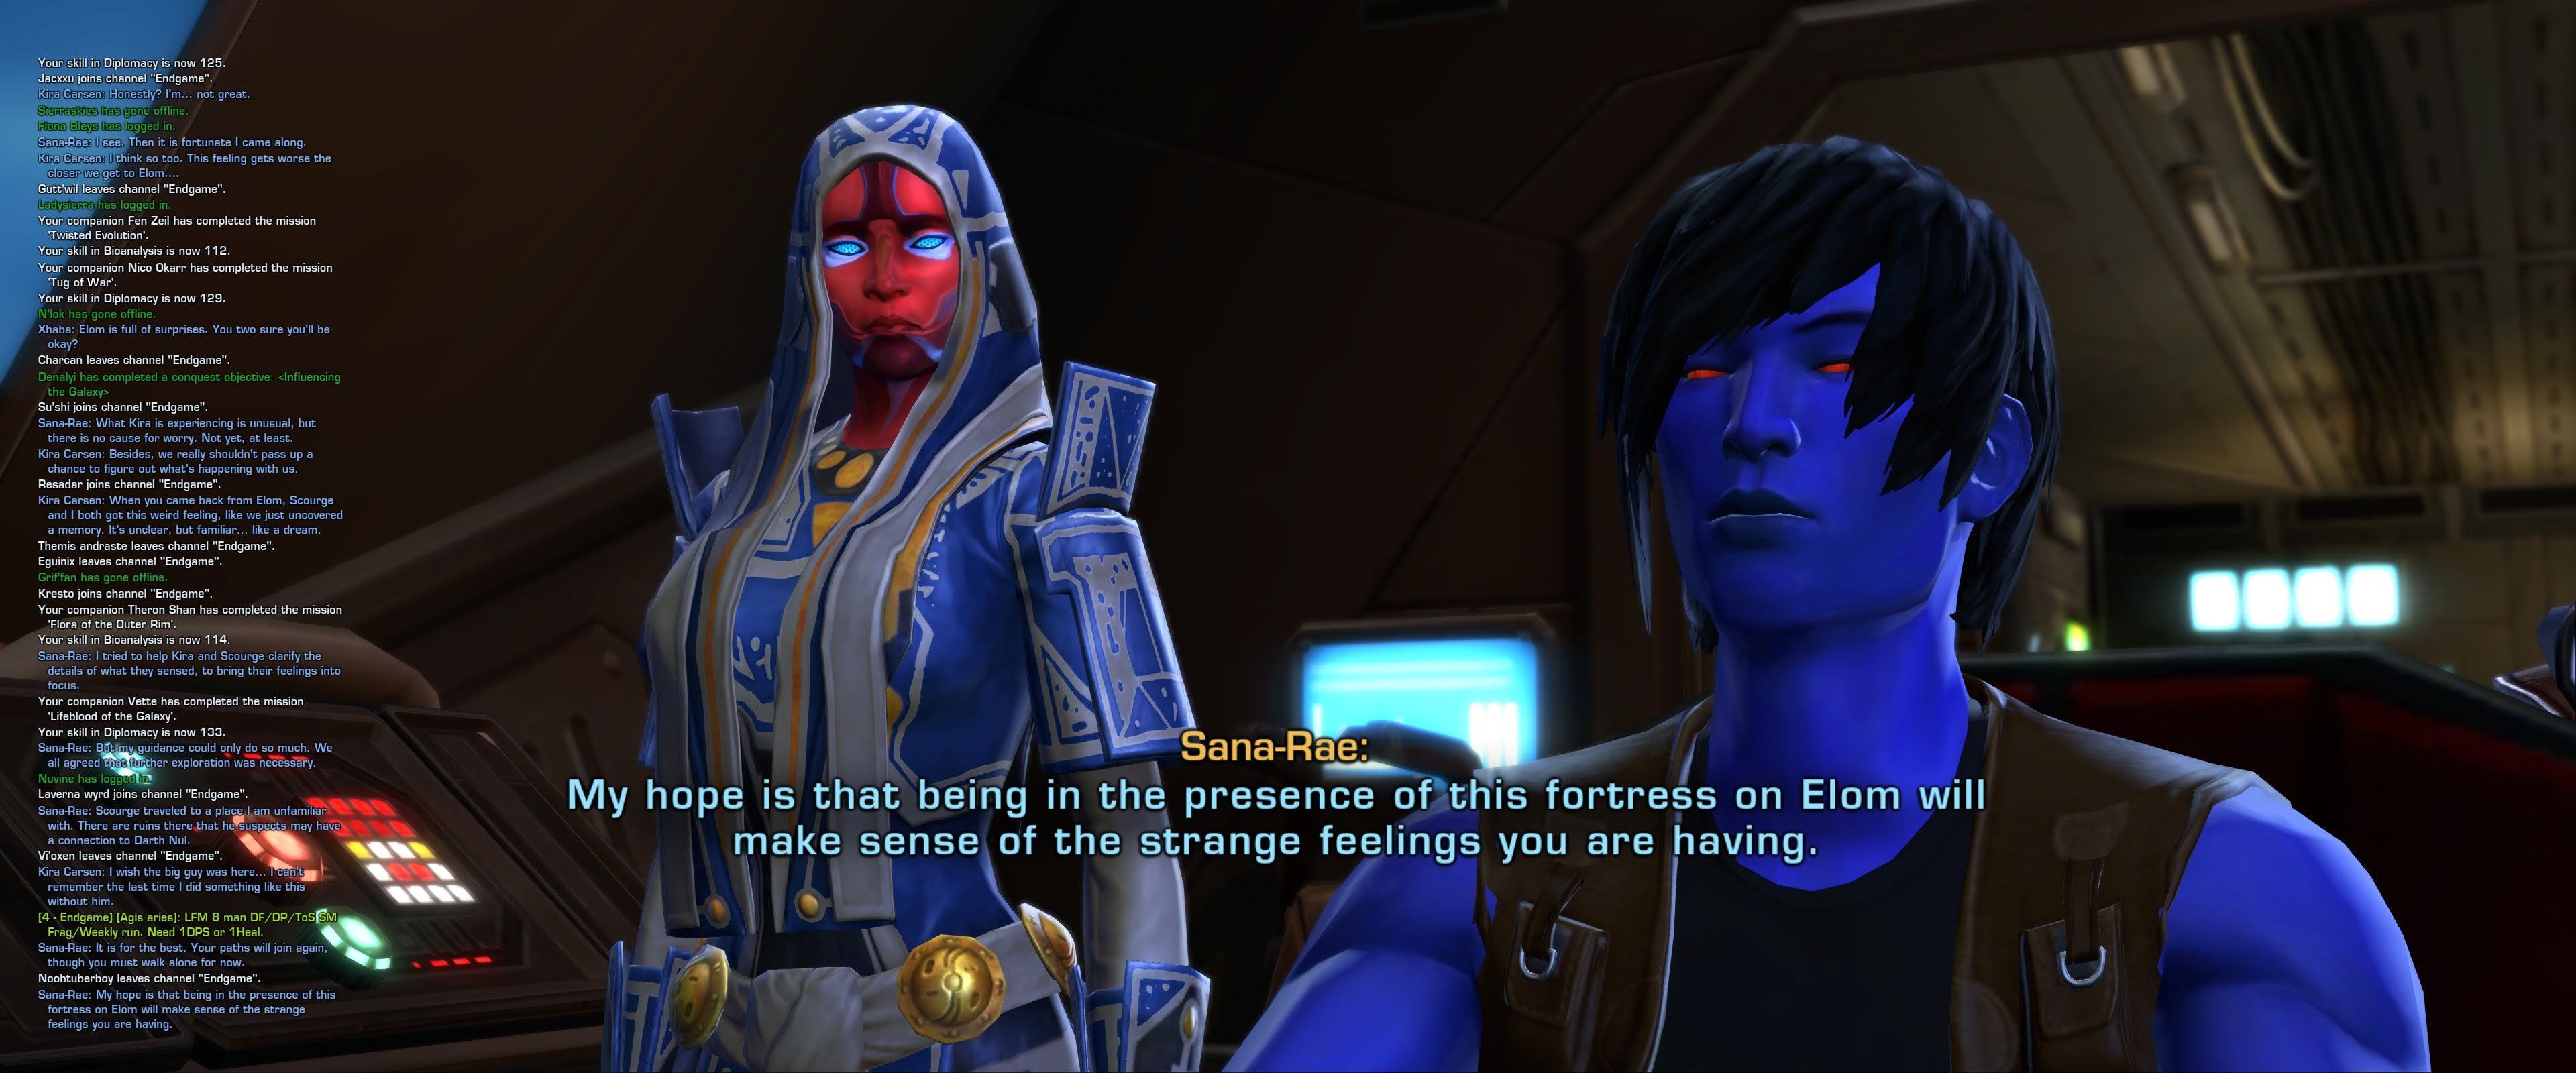 Your skill in Diplomacy is now 125.
Jacxxu joins channel "Endgame".
Kira Carsen: Honestly? I'm... not great.
Sierraskies has gone offline.
Fiona Bleys has logged in.
Sana-Rae: I see. Then it is fortunate I came along.
Kira Carsen: I think so too. This feeling gets worse the
closer we get to Elom....
Gutt'wil leaves channel "Endgame".
Ladysierra has logged in.
Your companion Fen Zeil has completed the mission
'Twisted Evolution'.
Your skill in Bioanalysis is now 112.
Your companion Nico Okarr has completed the mission
'Tug of War'.
Your skill in Diplomacy is now 129.
N'lok has gone offline.
Xhaba: Elom is full of surprises. You two sure you'll be
okay?
Charcan leaves channel "Endgame".
Denalyi has completed a conquest objective: <Influencing
the Galaxy>
Su'shi joins channel "Endgame".
Sana-Rae: What Kira is experiencing is unusual, but
there is no cause for worry. Not yet, at least.
Kira Carsen: Besides, we really shouldn't pass up a
chance to figure out what's happening with us.
Resadar joins channel "Endgame".
Kira Carsen: When you came back from Elom, Scourge
and I both got this weird feeling, like we just uncovered
a memory. It's unclear, but familiar... like a dream.
Themis andraste leaves channel "Endgame".
Eguinix leaves channel "Endgame".
Grif'fan has gone offline.
Kresto joins channel "Endgame".
Your companion Theron Shan has completed the mission
'Flora of the Outer Rim'.
Your skill in Bioanalysis is now 114.
Sana-Rae: I tried to help Kira and Scourge clarify the
details of what they sensed, to bring their feelings into
focus.
Your companion Vette has completed the mission
'Lifeblood of the Galaxy'.
Your skill in Diplomacy is now 133.
Sana-Rae: But my guidance could only do so much. We
all agreed that further exploration was necessary.
Nuvine has logged in.
Laverna wyrd joins channel "Endgame".
Sana-Rae: Scourge traveled to a place I am unfamiliar
with. There are ruins there that he suspects may have
a connection to Darth Nul.
Vi'oxen leaves channel "Endgame".
Kira Carsen: I wish the big guy was here... I can't
remember the last time I did something like this
without him.
[4 - Endgame] [Agis aries]: LFM 8 man DF/DP/ToS SM
Frag/Weekly run. Need 1DPS or 1Heal.
Sana-Rae: It is for the best. Your paths will join again,
though you must walk alone for now.
Noobtuberboy leaves channel "Endgame".
Sana-Rae: My hope is that being in the presence of this
fortress on Elom will make sense of the strange
feelings you are having.
Sana-Rae:
My hope is that being in the presence of this fortress on Elom will
make sense of the strange feelings you are having.